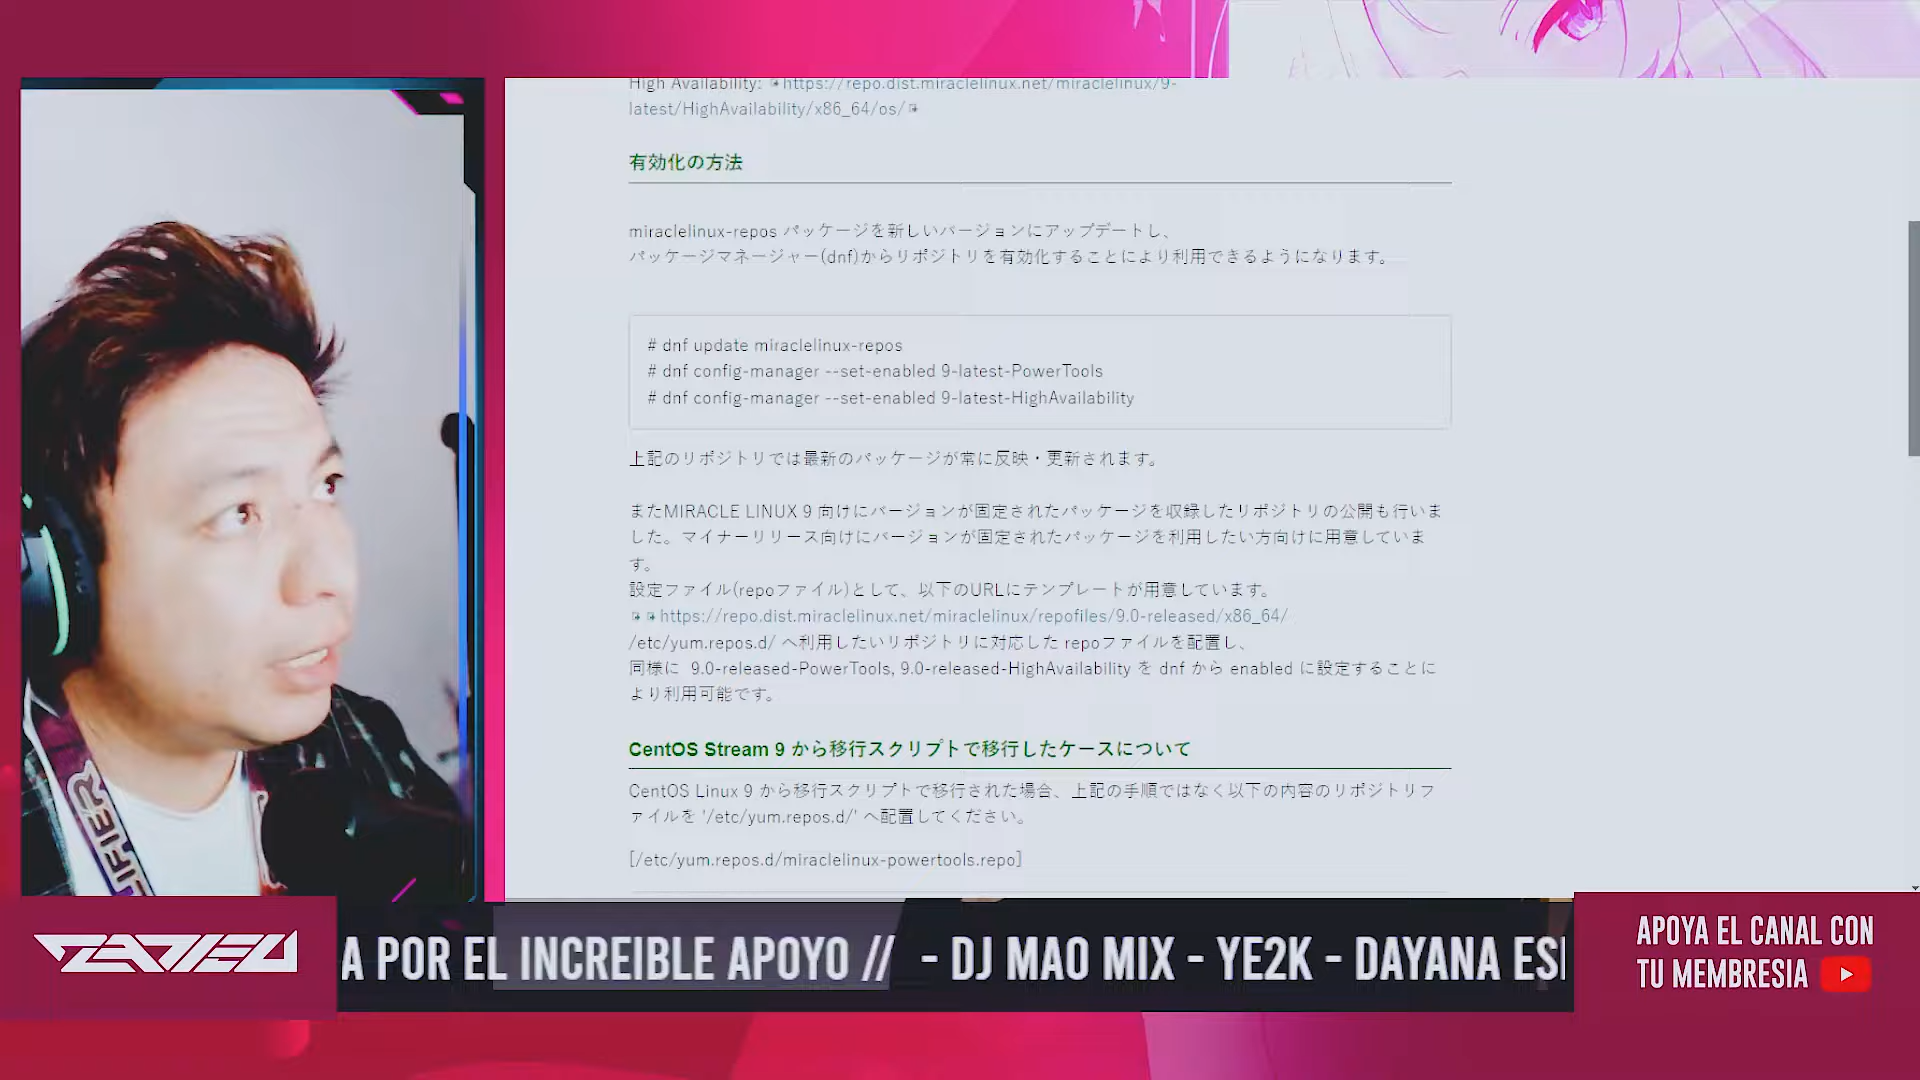 High Availability: https://repo.dist.miraclelinux.net/miraclelinux/9-
latest/HighAvailability/x86_64/os/
有効化の方法
miraclelinux-repos パッケージを新しいバージョンにアップデートし、
パッケージマネージャー(dnf)からリポジトリを有効化することにより利用できるようになります。
# dnf update miraclelinux-repos
# dnf config-manager --set-enabled 9-latest-PowerTools
# dnf config-manager --set-enabled 9-latest-HighAvailability
上記のリポジトリでは最新のパッケージが常に反映・更新されます。
またMIRACLE LINUX 9 向けにバージョンが固定されたパッケージを収録したリポジトリの公開も行いま
した。マイナーリリース向けにバージョンが固定されたパッケージを利用したい方向けに用意していま
す。
設定ファイル(repoファイル)として、以下のURLにテンプレートが用意しています。
https://repo.dist.miraclelinux.net/miraclelinux/repofiles/9.0-released/x86_64/
/etc/yum.repos.d/ へ利用したいリポジトリに対応した repoファイルを配置し、
同様に 9.0-released-PowerTools, 9.0-released-HighAvailability を dnf から enabled に設定することに
より利用可能です。
CentOS Stream 9 から移行スクリプトで移行したケースについて
CentOS Linux 9 から移行スクリプトで移行された場合、上記の手順ではなく以下の内容のリポジトリフ
ァイルを '/etc/yum.repos.d/' へ配置してください。
[/etc/yum.repos.d/miraclelinux-powertools.repo]
A POR EL INCREIBLE APOYO // - DJ MAO MIX - YE2K - DAYANA ESI
APOYA EL CANAL CON
TU MEMBRESIA